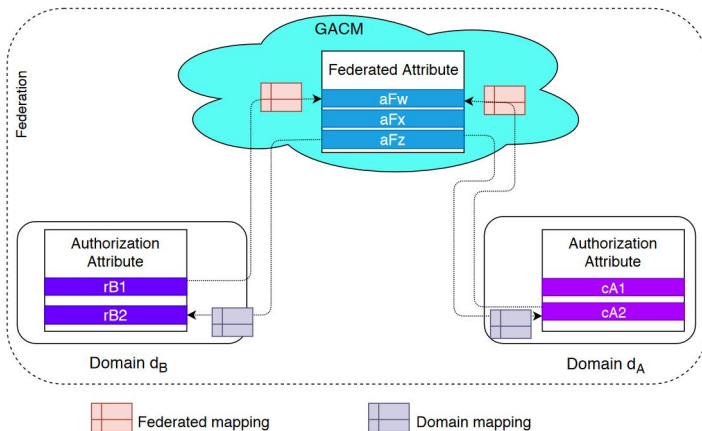 GACM
Federation
Federated Attribute
aFw
aFx
aFz
Authorization
Attribute
rB1
rB2
Domain dB
Authorization
Attribute
cA1
cA2
Domain dA
Federated mapping
Domain mapping